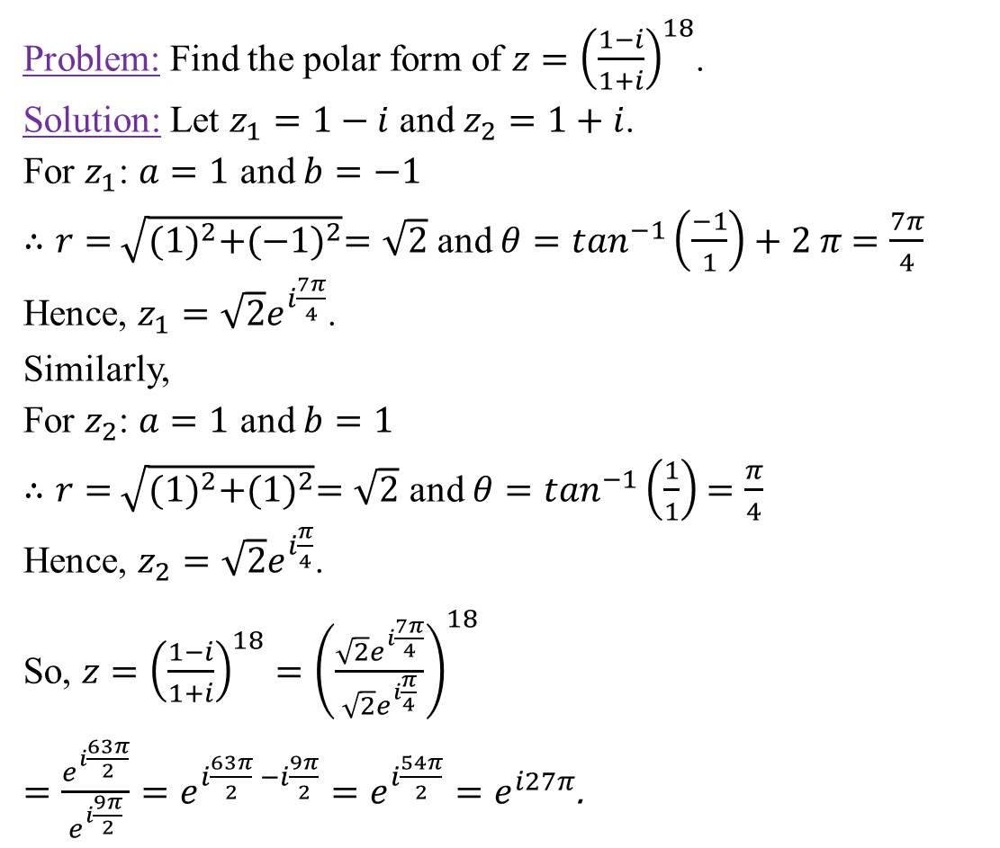 Problem: Find the polar form of $z = \left(\frac{1-i}{1+i}\right)^{18}$.
Solution: Let $z_1 = 1 - i$ and $z_2 = 1 + i$.
For $z_1$: $a = 1$ and $b = -1$
$\therefore r = \sqrt{(1)^2+(-1)^2} = \sqrt{2}$ and $\theta = tan^{-1}\left(\frac{-1}{1}\right) + 2\pi = \frac{7\pi}{4}$
Hence, $z_1 = \sqrt{2}e^{i\frac{7\pi}{4}}$.
Similarly,
For $z_2$: $a = 1$ and $b = 1$
$\therefore r = \sqrt{(1)^2+(1)^2} = \sqrt{2}$ and $\theta = tan^{-1}\left(\frac{1}{1}\right) = \frac{\pi}{4}$
Hence, $z_2 = \sqrt{2}e^{i\frac{\pi}{4}}$.
So, $z = \left(\frac{1-i}{1+i}\right)^{18} = \left(\frac{\sqrt{2}e^{i\frac{7\pi}{4}}}{\sqrt{2}e^{i\frac{\pi}{4}}}\right)^{18}$
$= \frac{e^{i\frac{63\pi}{2}}}{e^{i\frac{9\pi}{2}}} = e^{i\frac{63\pi}{2}-i\frac{9\pi}{2}} = e^{i\frac{54\pi}{2}} = e^{i27\pi}$.